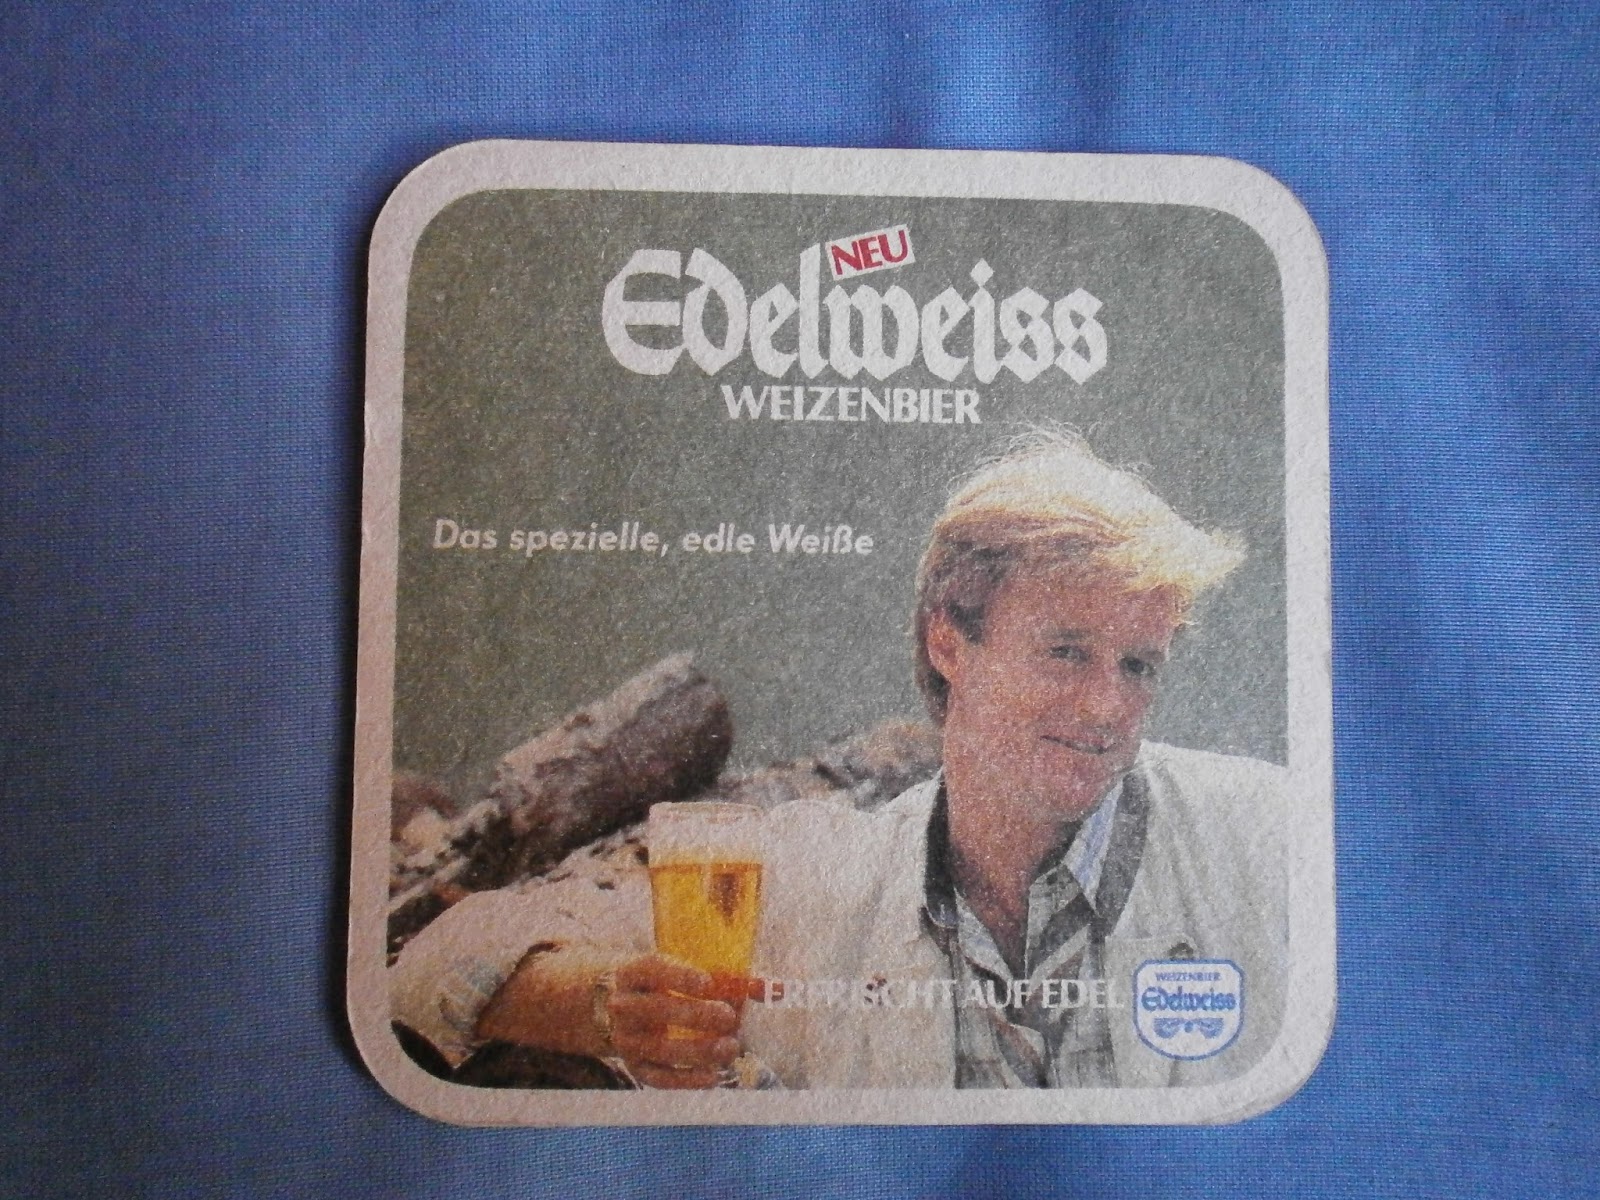 NEU
Edelweiss
WEIZENBIER
Das spezielle, edle Weiße
ERFRISCHT AUF EDEL
WEIZENBIER
Edelweiss